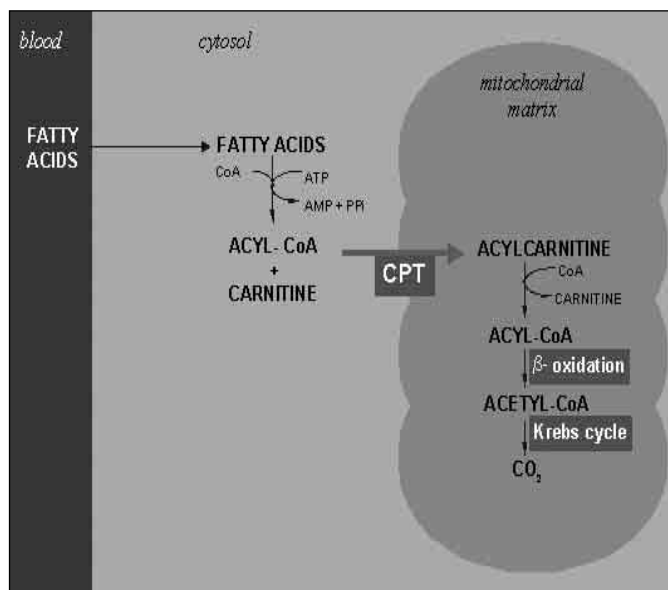 blood
cytosol
mitochondrial
matrix
FATTY
ACIDS
FATTY ACIDS
CoA
ATP
AMP + PPi
ACYL- CoA
+
CARNITINE
CPT
ACYLCARNITINE
CoA
CARNITINE
ACYL-CoA
β- oxidation
ACETYL-CoA
Krebs cycle
CO₂